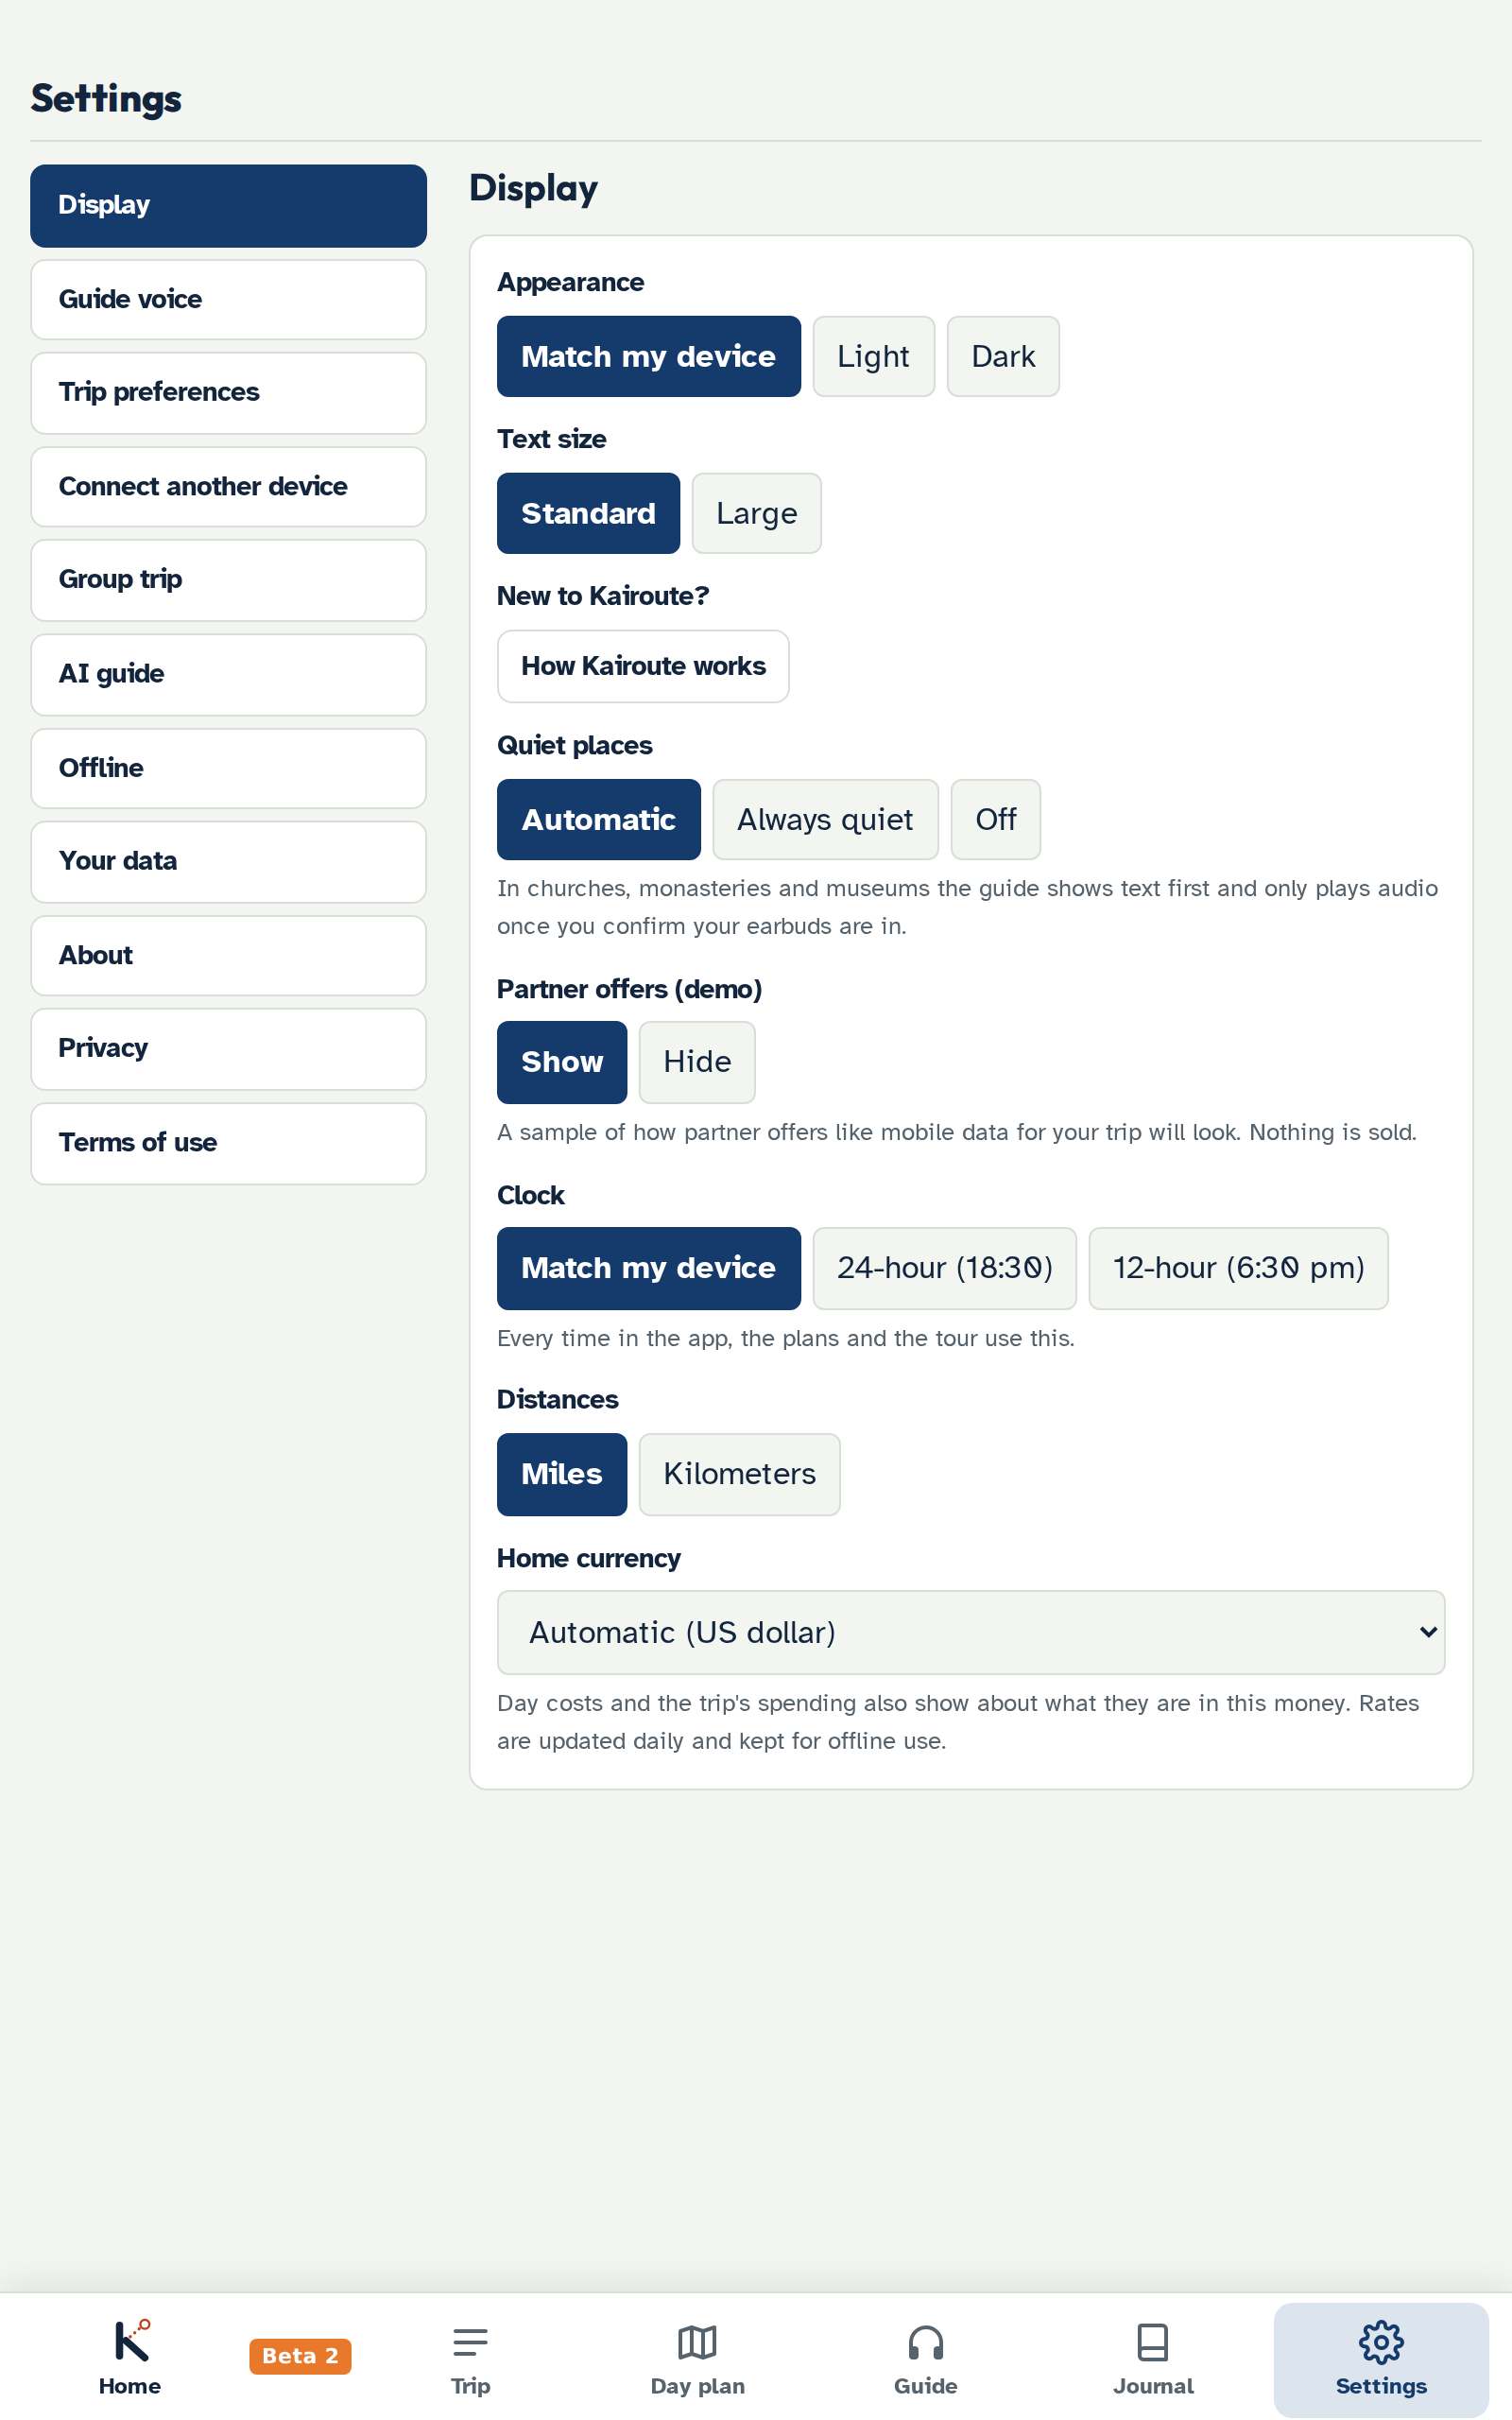 Settings
Display
Guide voice
Trip preferences
Connect another device
Group trip
AI guide
Offline
Your data
About
Privacy
Terms of use
Display
Appearance
Match my device Light Dark
Text size
Standard Large
New to Kairoute?
How Kairoute works
Quiet places
Automatic Always quiet Off
In churches, monasteries and museums the guide shows text first and only plays audio
once you confirm your earbuds are in.
Partner offers (demo)
Show Hide
A sample of how partner offers like mobile data for your trip will look. Nothing is sold.
Clock
Match my device 24-hour (18:30) 12-hour (6:30 pm)
Every time in the app, the plans and the tour use this.
Distances
Miles Kilometers
Home currency
Automatic (US dollar)
Day costs and the trip's spending also show about what they are in this money. Rates
are updated daily and kept for offline use.
Home Beta 2 Trip Day plan Guide Journal Settings